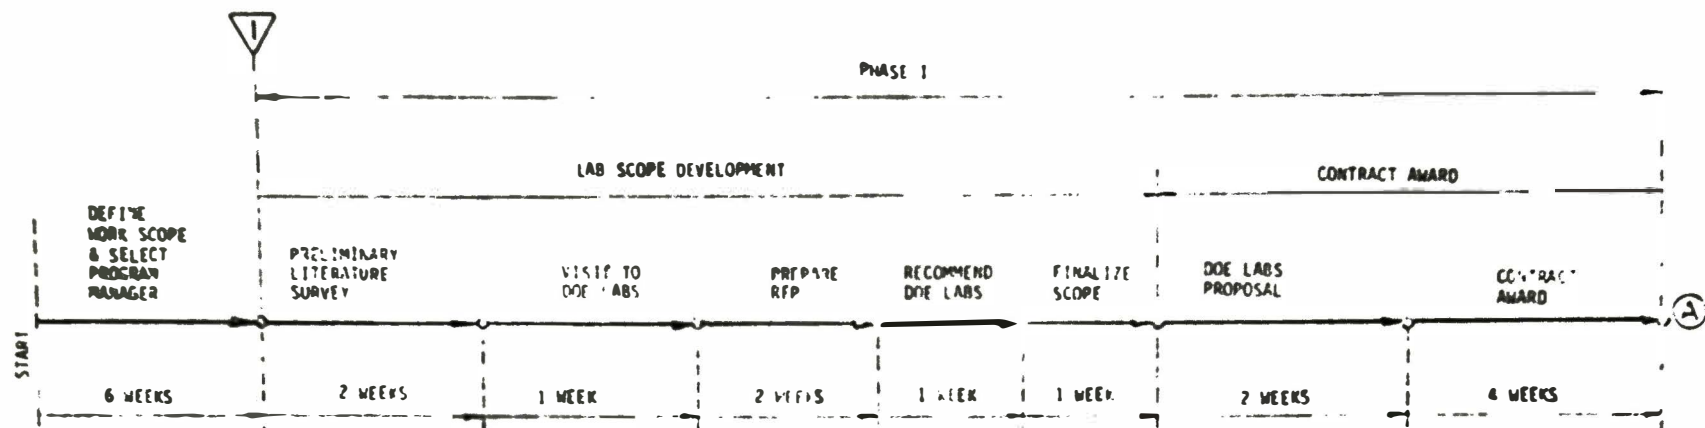 1
PHASE I
LAB SCOPE DEVELOPMENT
CONTRACT AWARD
DEFINE
WORK SCOPE
& SELECT
PROGRAM
MANAGER
PRELIMINARY
LITERATURE
SURVEY
VISIT TO
DOE LABS
PREPARE
RFP
RECOMMEND
DOE LABS
FINALIZE
SCOPE
DOE LABS
PROPOSAL
CONTRACT
AWARD
2
START
6 WEEKS
2 WEEKS
1 WEEK
2 WEEKS
1 WEEK
1 WEEK
2 WEEKS
4 WEEKS